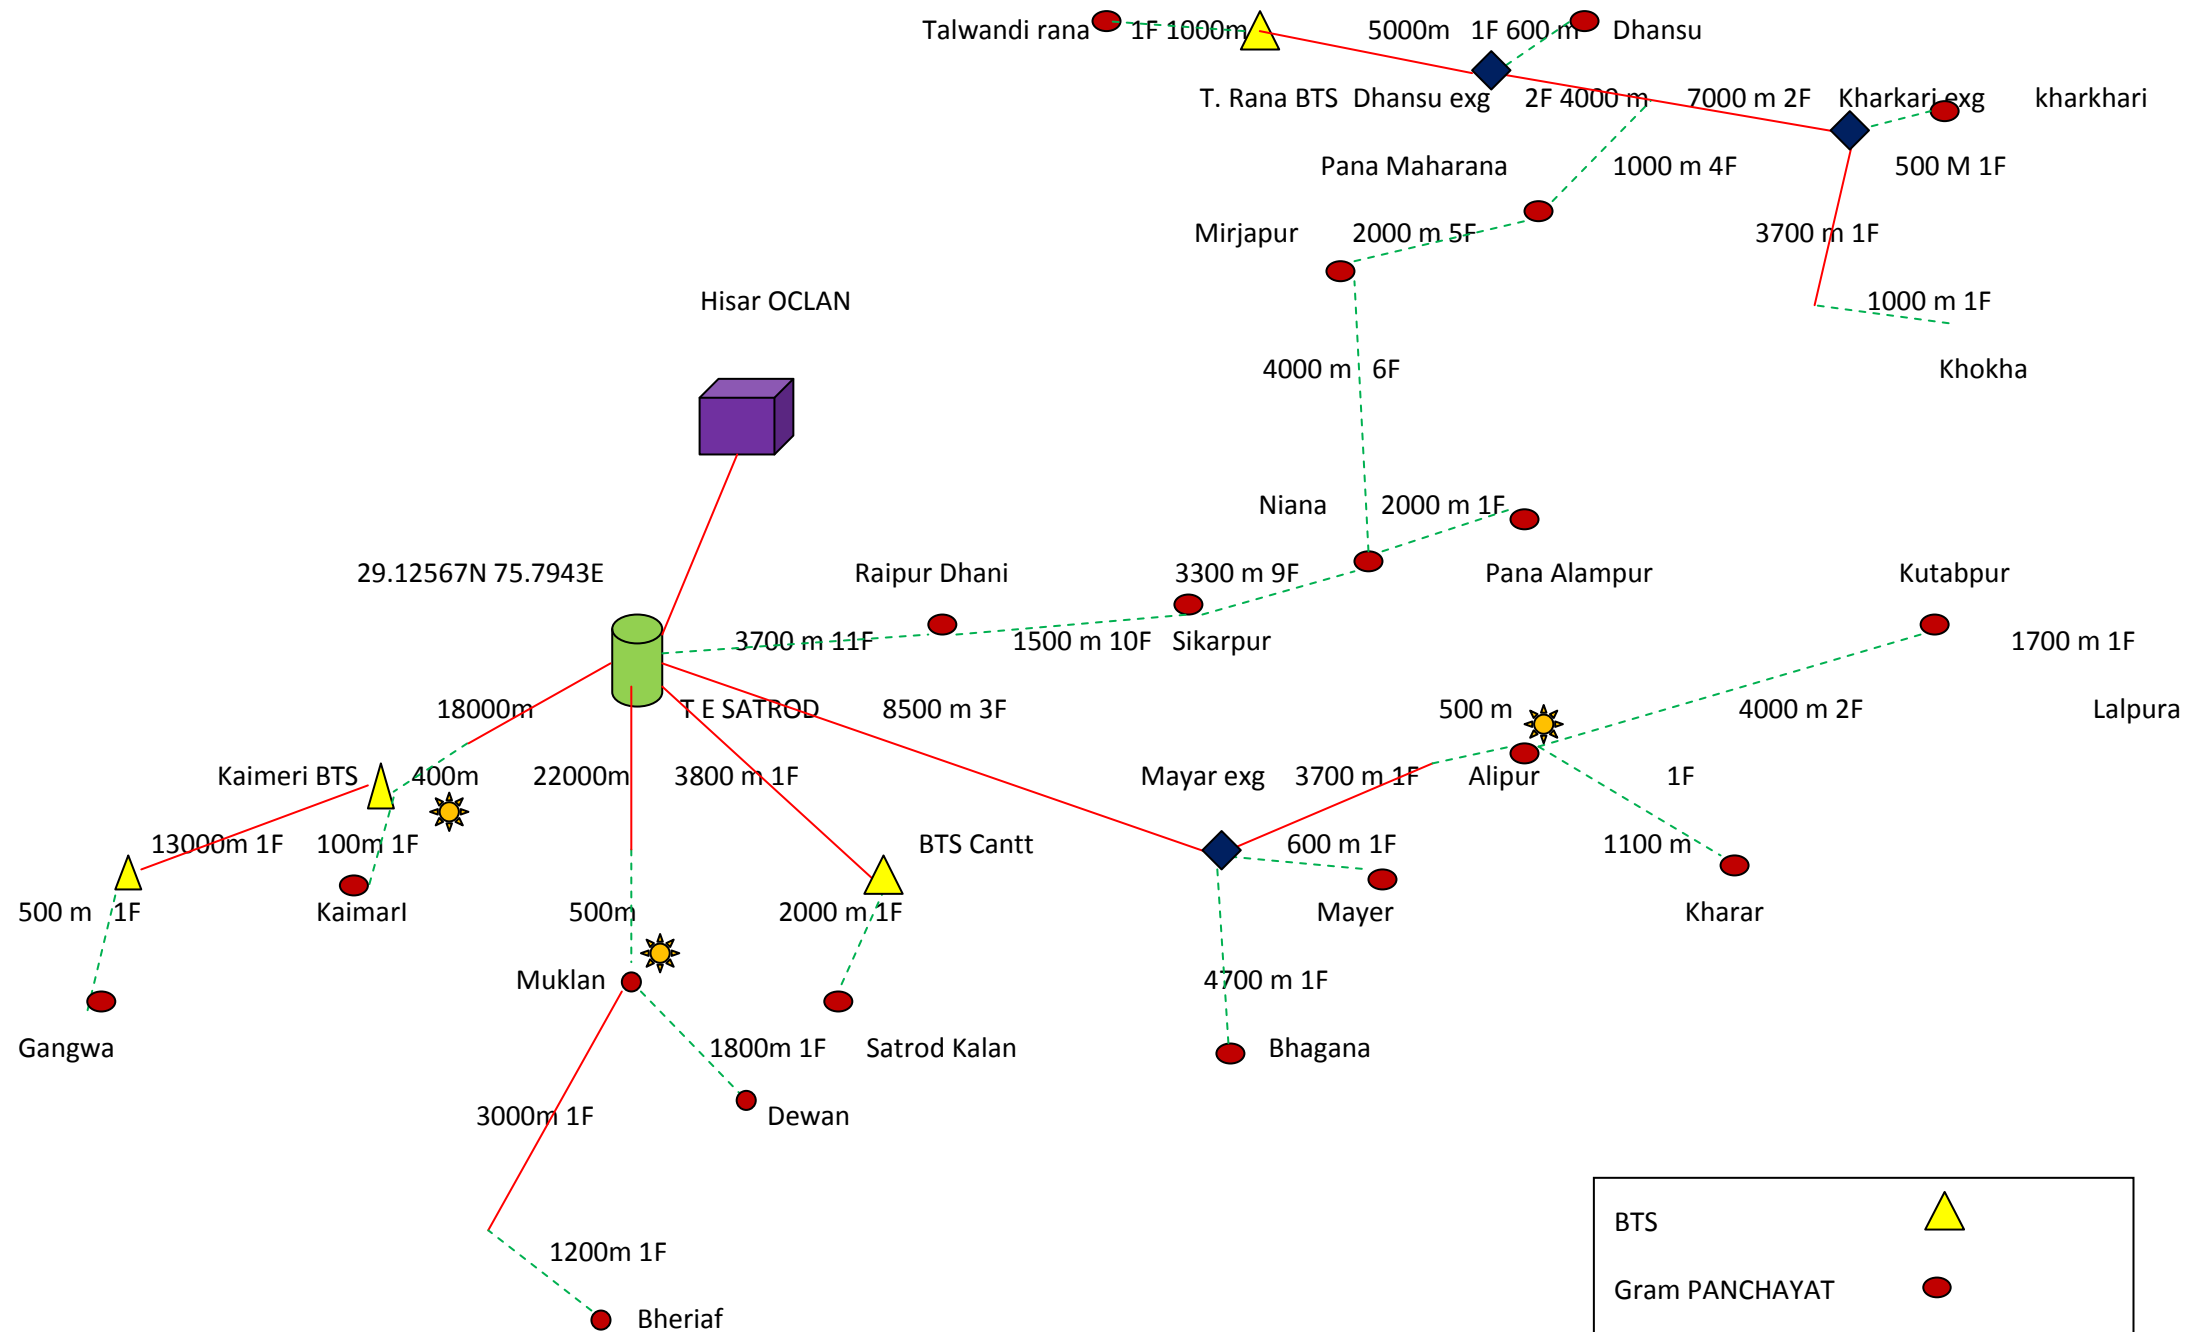 Talwandi rana 1F 1000m 5000m 1F 600 m Dhansu
T. Rana BTS Dhansu exg 2F 4000 m 7000 m 2F Kharkari exg kharkhari
Pana Maharana 1000 m 4F 500 M 1F
Mirjapur 2000 m 5F 3700 m 1F
Hisar OCLAN 1000 m 1F
4000 m 6F Khokha
Niana 2000 m 1F
29.12567N 75.7943E Raipur Dhani 3300 m 9F Pana Alampur Kutabpur
3700 m 11F 1500 m 10F Sikarpur 1700 m 1F
18000m T E SATROD 8500 m 3F 500 m 4000 m 2F Lalpura
Kaimeri BTS 400m 22000m 3800 m 1F Mayar exg 3700 m 1F Alipur 1F
13000m 1F 100m 1F BTS Cantt 600 m 1F 1100 m
500 m 1F KaimarI 500m 2000 m 1F Mayer Kharar
Muklan 4700 m 1F
Gangwa 1800m 1F Satrod Kalan Bhagana
3000m 1F Dewan
BTS
1200m 1F
Gram PANCHAYAT
Bheriaf